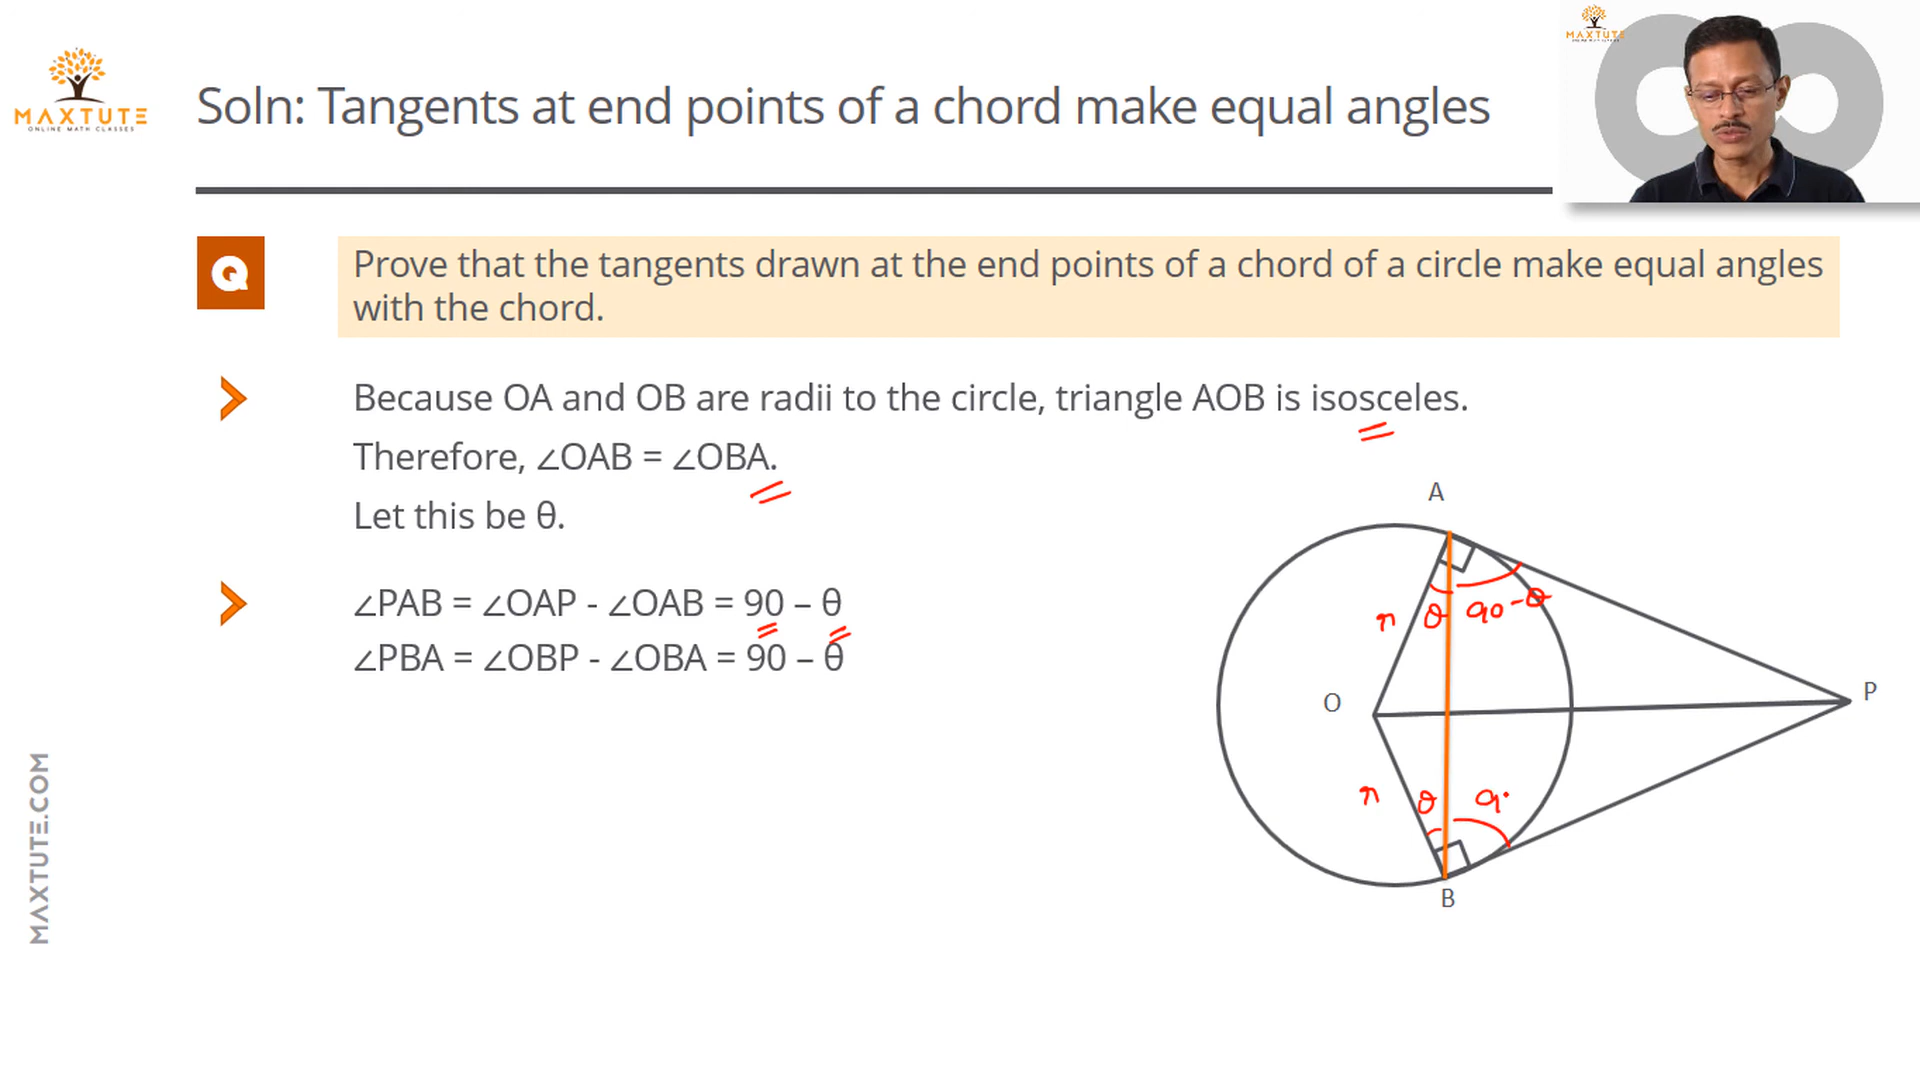 MAXTUTE
ONLINE MATH CLASSES
Soln: Tangents at end points of a chord make equal angles
MAXTUTE
Q
Prove that the tangents drawn at the end points of a chord of a circle make equal angles
with the chord.
Because OA and OB are radii to the circle, triangle AOB is isosceles.
Therefore, ∠OAB = ∠OBA.
Let this be θ.
∠PAB = ∠OAP - ∠OAB = 90 – θ
∠PBA = ∠OBP - ∠OBA = 90 – θ
A
r θ 90-θ
O
P
r θ 9
B
MAXTUTE.COM